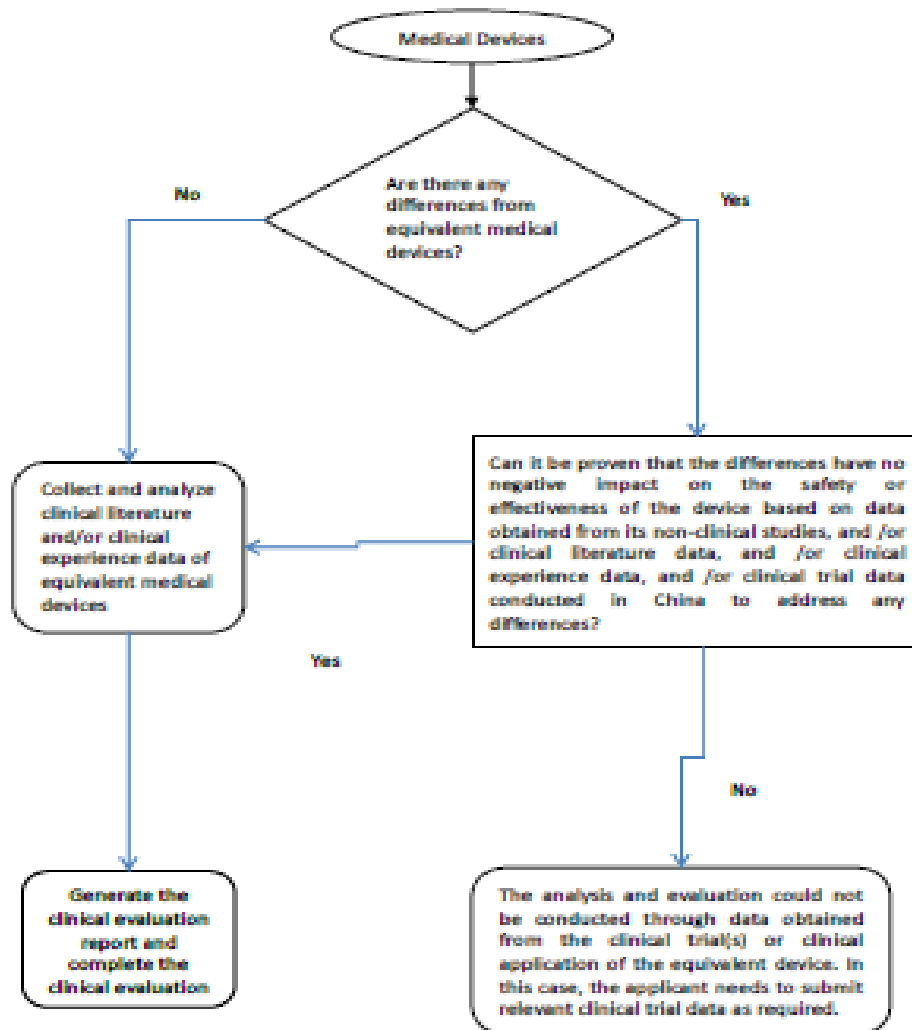 Medical Devices
No
Are there any
differences from
equivalent medical
devices?
Yes
Collect and analyze
clinical literature
and/or clinical
experience data of
equivalent medical
devices
Can it be proven that the differences have no
negative impact on the safety or
effectiveness of the device based on data
obtained from its non-clinical studies, and /or
clinical literature data, and /or clinical
experience data, and /or clinical trial data
conducted in China to address any
differences?
Yes
No
Generate the
clinical evaluation
report and
complete the
clinical evaluation
The analysis and evaluation could not
be conducted through data obtained
from the clinical trial(s) or clinical
application of the equivalent device. In
this case, the applicant needs to submit
relevant clinical trial data as required.